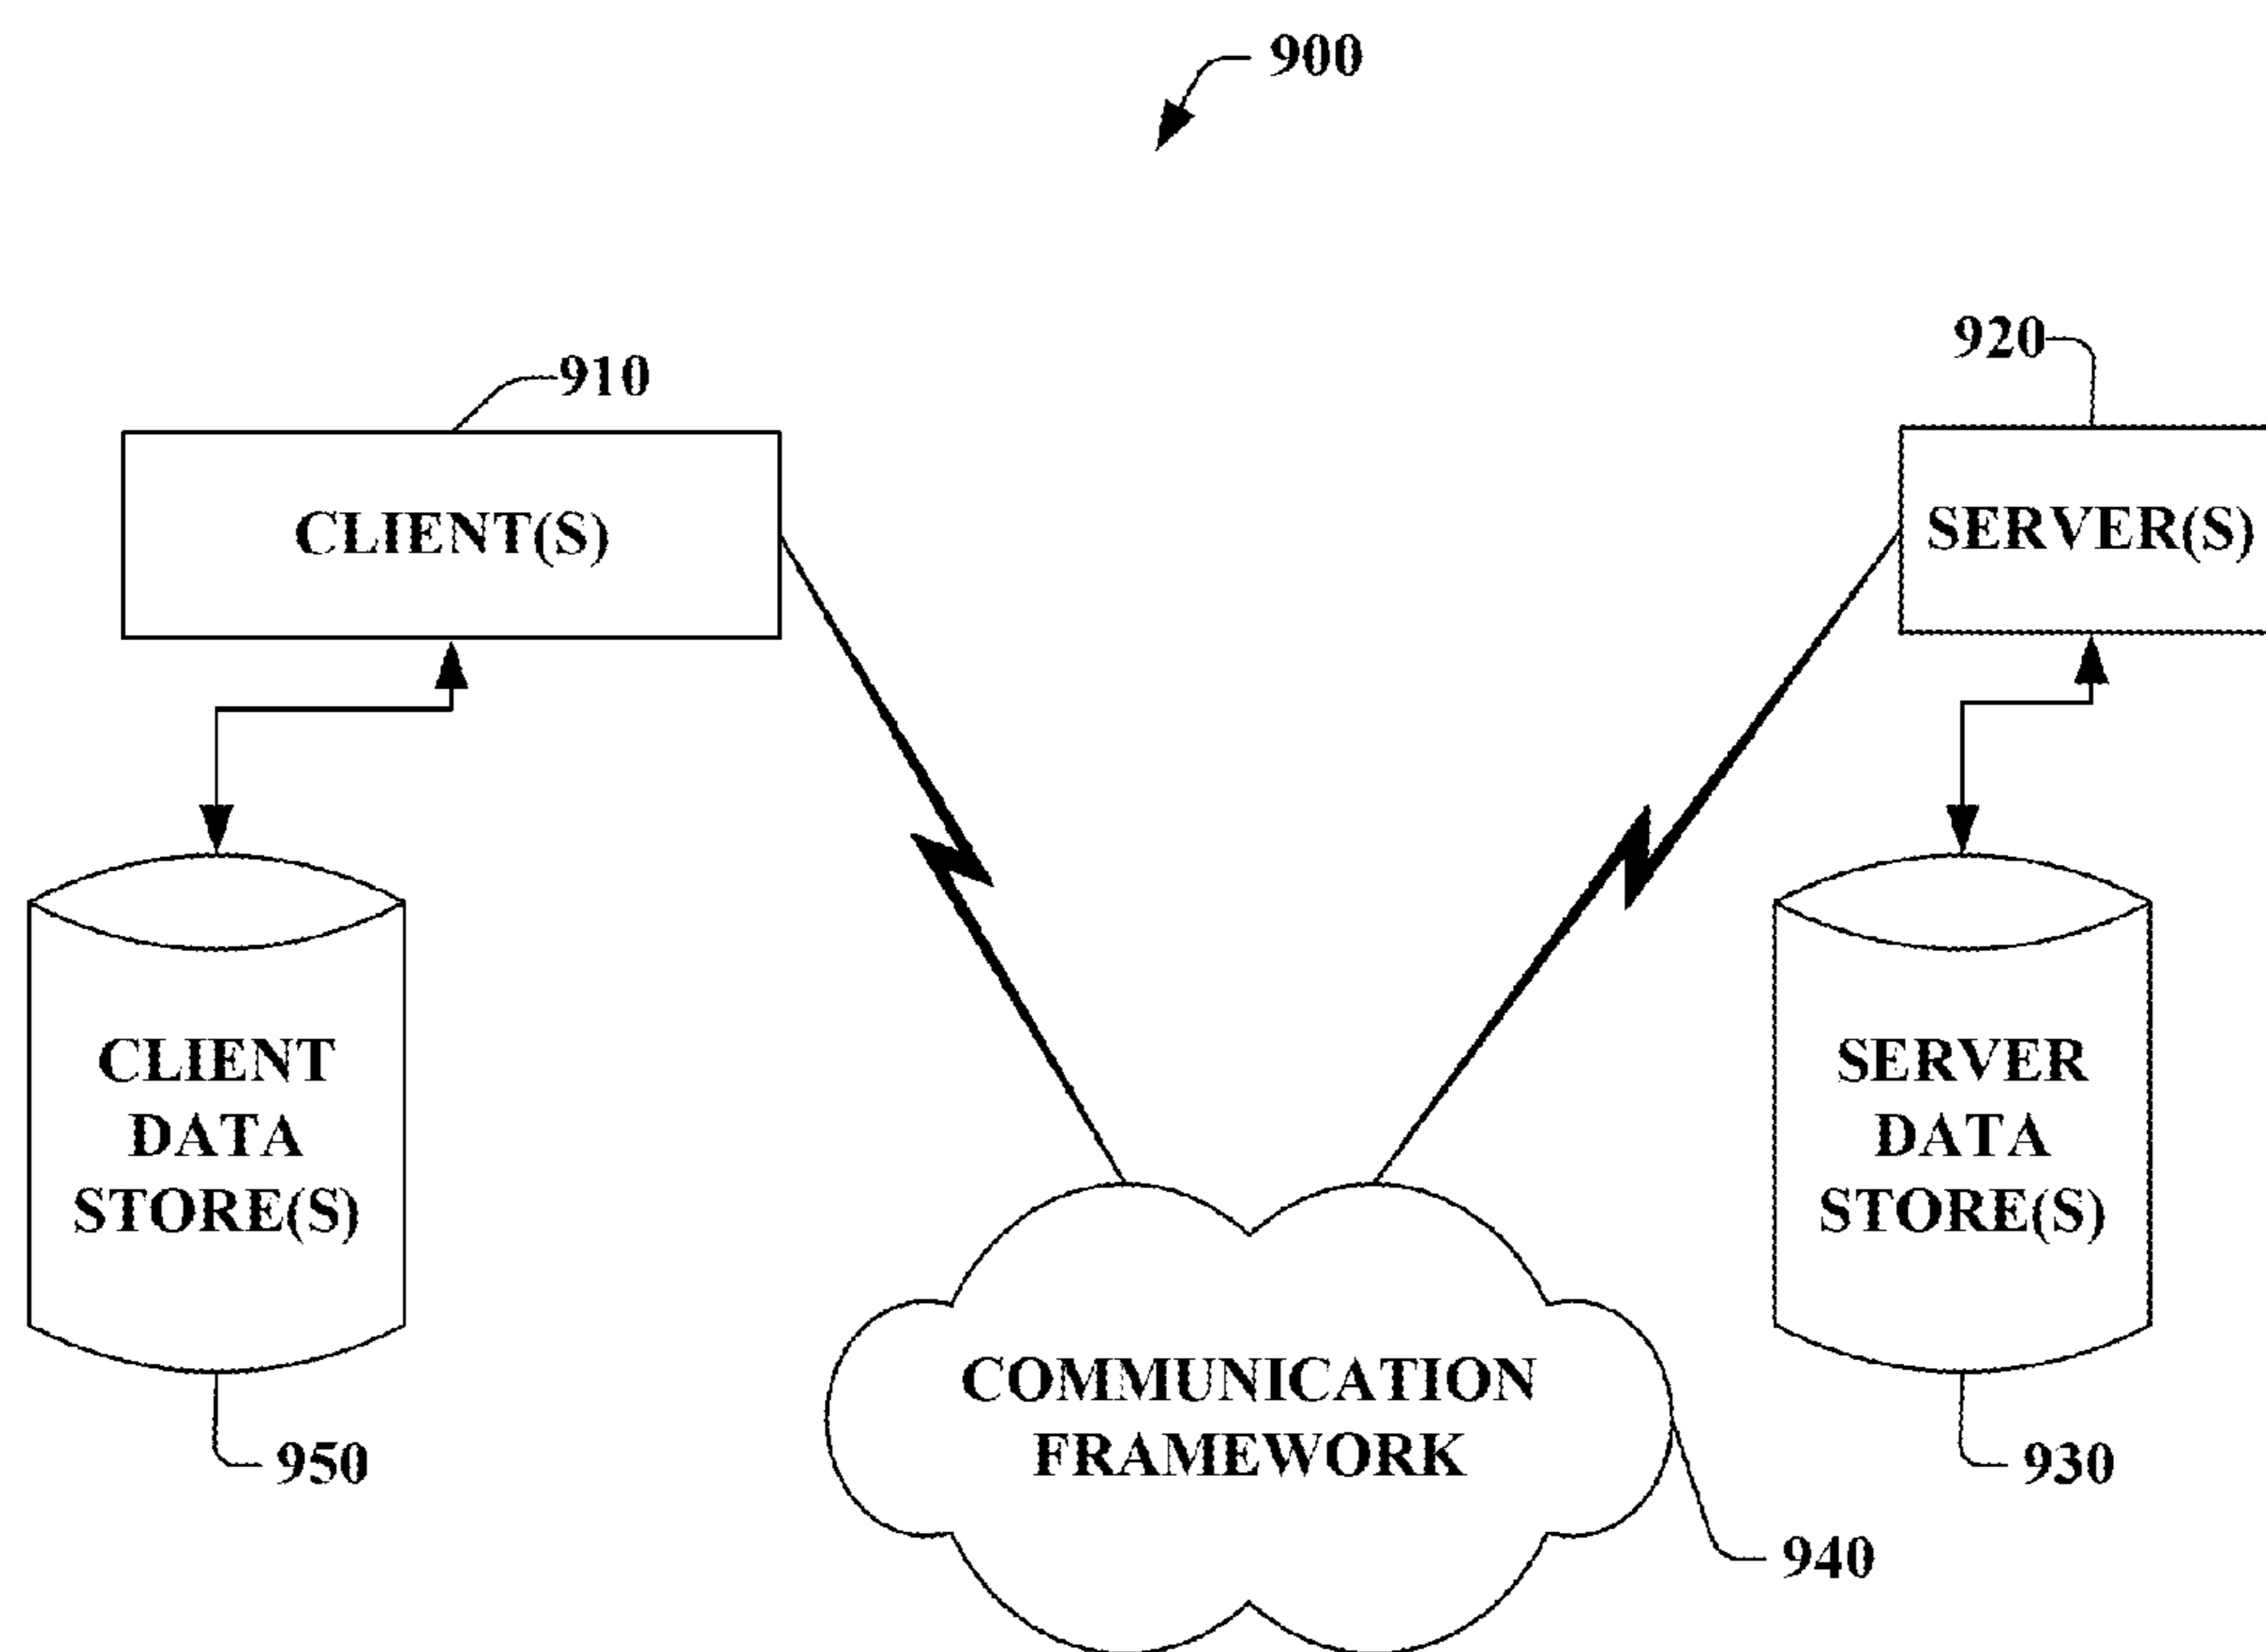 900
910
920
CLIENT(S)
SERVER(S)
CLIENT
DATA
STORE(S)
SERVER
DATA
STORE(S)
COMMUNICATION
FRAMEWORK
950
930
940